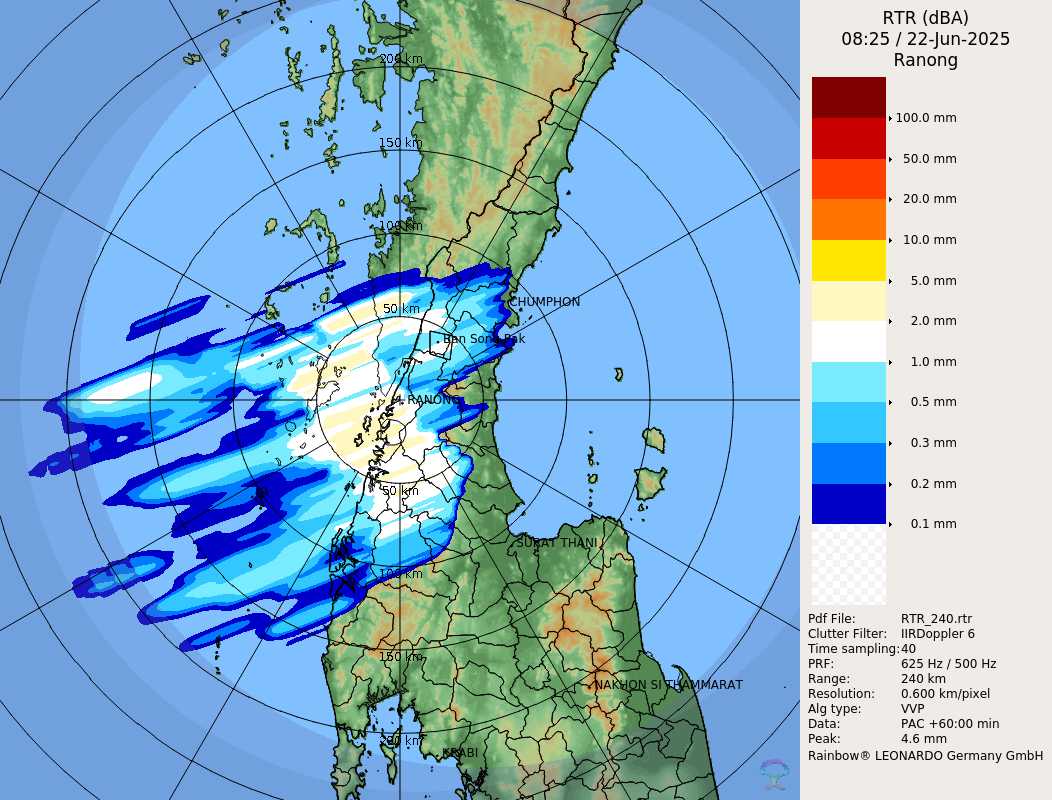 RTR (dBA)
08:25 / 22-Jun-2025
Ranong
100.0 mm
50.0 mm
20.0 mm
10.0 mm
5.0 mm
2.0 mm
1.0 mm
0.5 mm
0.3 mm
0.2 mm
0.1 mm
Pdf File: RTR_240.rtr
Clutter Filter: IIRDoppler 6
Time sampling:40
PRF: 625 Hz / 500 Hz
Range: 240 km
Resolution: 0.600 km/pixel
Alg type: VVP
Data: PAC +60:00 min
Peak: 4.6 mm
Rainbow® LEONARDO Germany GmbH
200 km
150 km
100 km
50 km
CHUMPHON
Ban Song Pak
RANONG
50 km
SURAT THANI
100 km
150 km
NAKHON SI THAMMARAT
200 km
KRABI